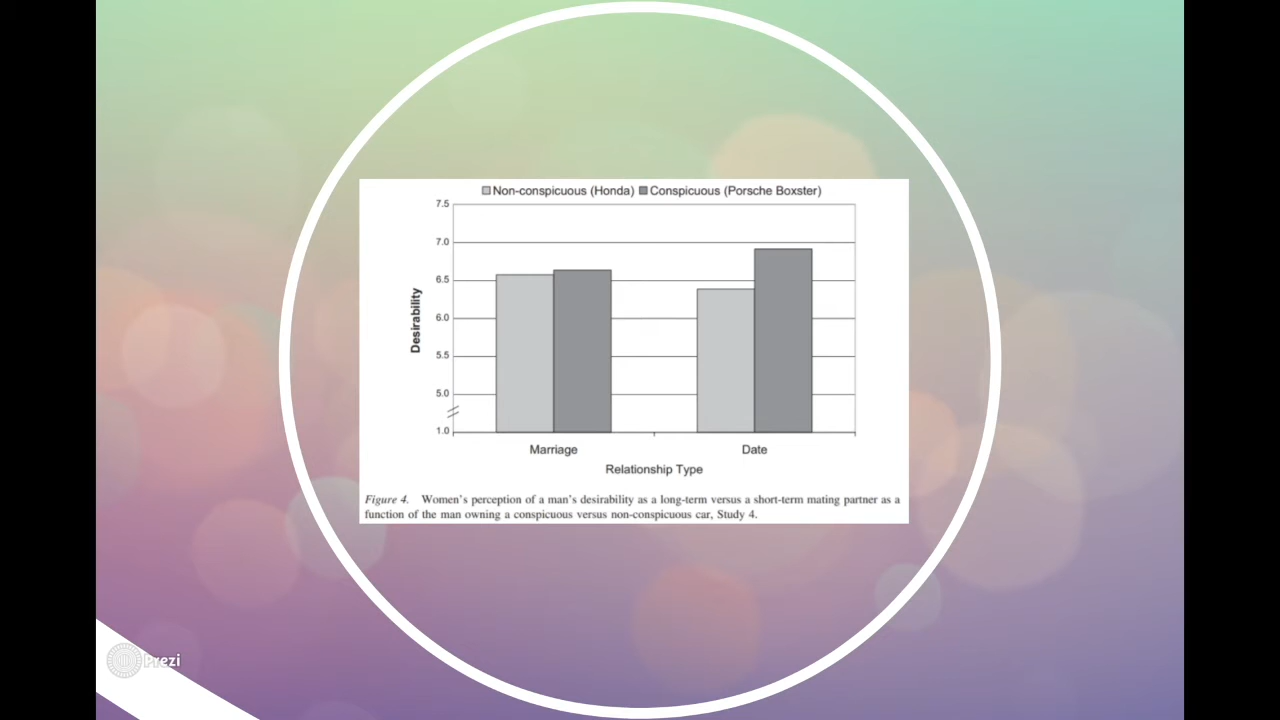 Non-conspicuous (Honda) Conspicuous (Porsche Boxster)
7.5
7.0
6.5
6.0
5.5
5.0
1.0
Desirability
Marriage Date
Relationship Type
Figure 4. Women's perception of a man's desirability as a long-term versus a short-term mating partner as a
function of the man owning a conspicuous versus non-conspicuous car, Study 4.
Prezi